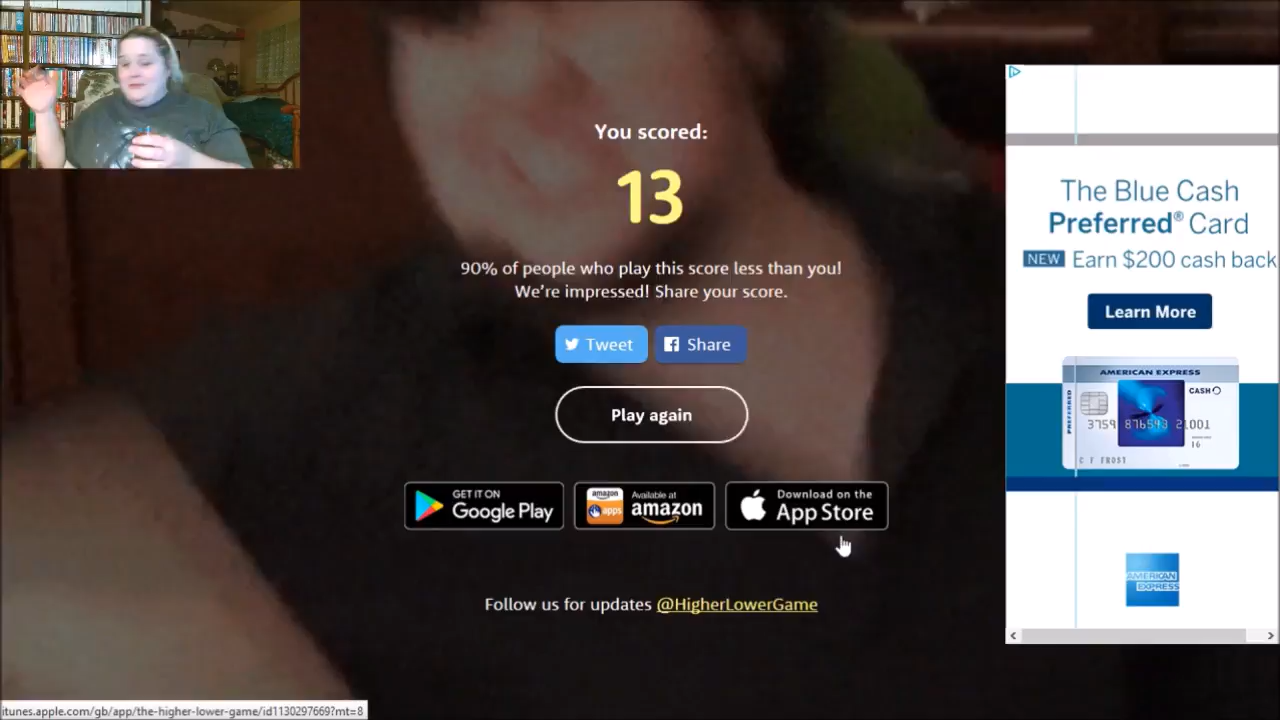 You scored:
13
90% of people who play this score less than you!
We're impressed! Share your score.
Tweet
Share
Play again
GET IT ON
Google Play
amazon
apps
Available at
amazon
Download on the
App Store
Follow us for updates @HigherLowerGame
The Blue Cash
Preferred® Card
NEW Earn $200 cash back
Learn More
AMERICAN EXPRESS
CASH
PREFERRED
3759 876543 21001
16
C F FROST
AMERICAN
EXPRESS
itunes.apple.com/gb/app/the-higher-lower-game/id1130297669?mt=8